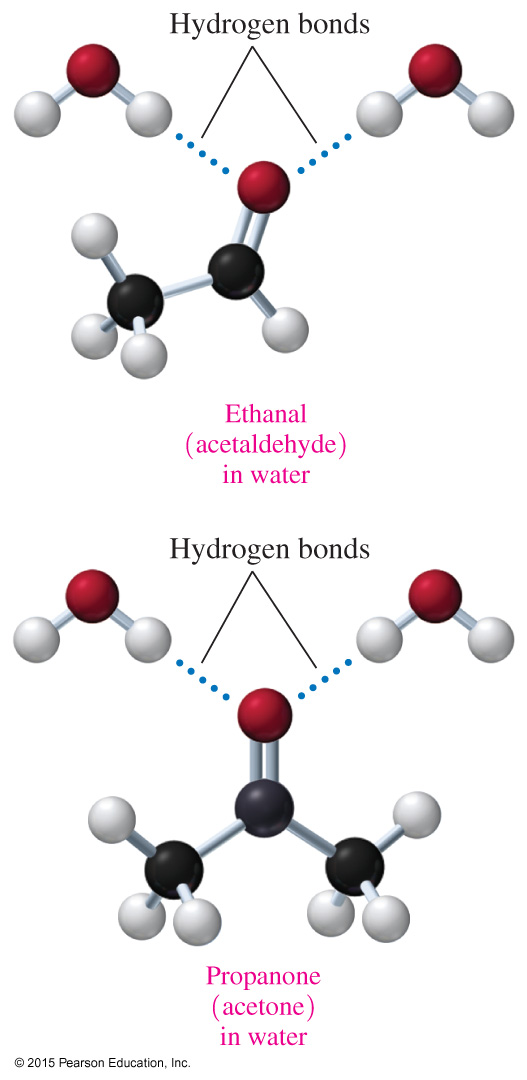 Hydrogen bonds
Ethanal
(acetaldehyde)
in water
Hydrogen bonds
Propanone
(acetone)
in water
© 2015 Pearson Education, Inc.